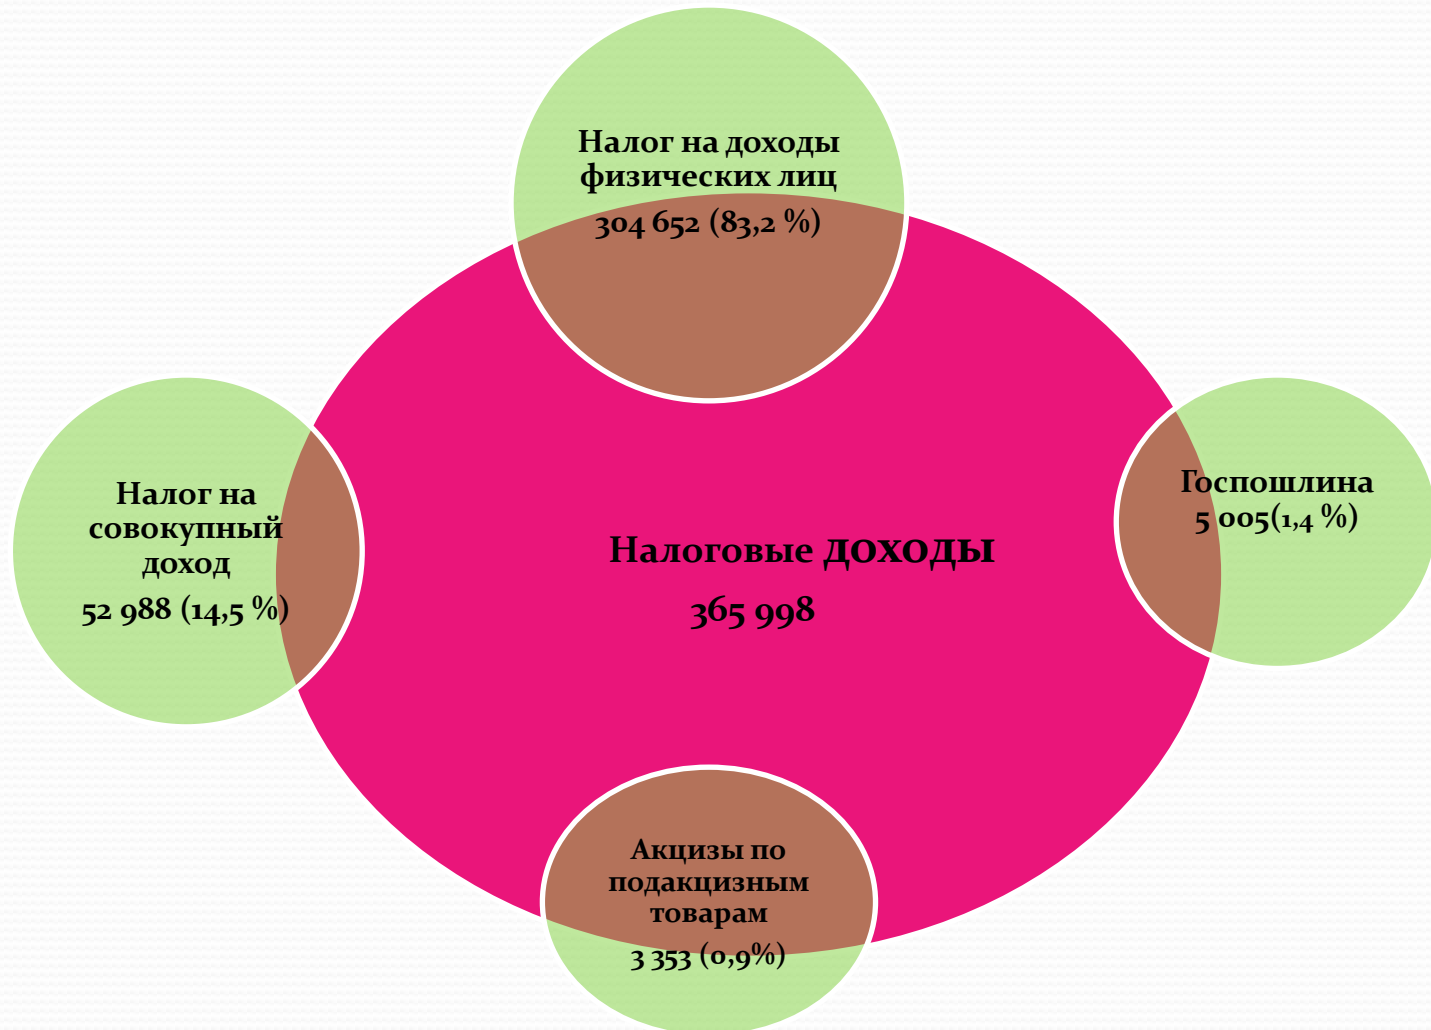 Налог на доходы
физических лиц
304 652 (83,2 %)
Налог на
совокупный
доход
52 988 (14,5 %)
Налоговые доходы
365 998
Госпошлина
5 005(1,4 %)
Акцизы по
подакцизным
товарам
3 353 (0,9%)